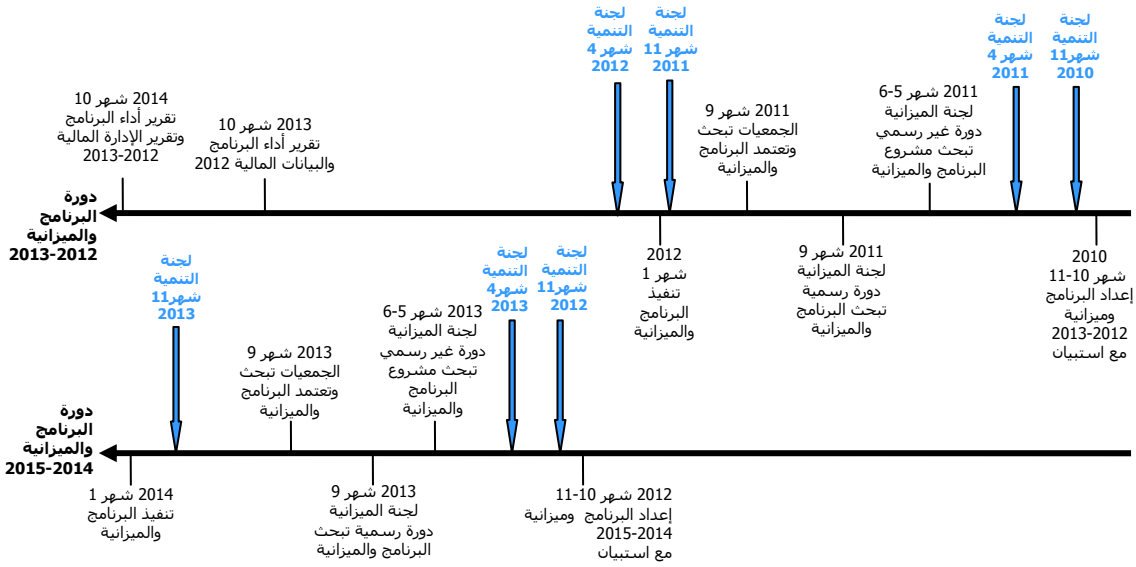 لجنة
التنمية
شهر11
2010
لجنة
التنمية
شهر 4
2011
2011 شهر 5-6
لجنة الميزانية
دورة غير رسمي
تبحث مشروع
البرنامج والميزانية
2011 شهر 9
الجمعيات تبحث
وتعتمد البرنامج
والميزانية
لجنة
التنمية
شهر 11
2011
لجنة
التنمية
شهر 4
2012
2013 شهر 10
تقرير أداء البرنامج
والبيانات المالية 2012
2014 شهر 10
تقرير أداء البرنامج
وتقرير الإدارة المالية
2012-2013
دورة
البرنامج
والميزانية
2012-2013
2010
شهر 10-11
إعداد البرنامج
وميزانية
2012-2013
مع استبيان
2011 شهر 9
لجنة الميزانية
دورة رسمية
تبحث البرنامج
والميزانية
2012
شهر 1
تنفيذ
البرنامج
والميزانية
لجنة
التنمية
شهر11
2012
لجنة
التنمية
شهر4
2013
2013 شهر 5-6
لجنة الميزانية
دورة غير رسمي
تبحث مشروع
البرنامج
والميزانية
2013 شهر 9
الجمعيات تبحث
وتعتمد البرنامج
والميزانية
لجنة
التنمية
شهر11
2013
دورة
البرنامج
والميزانية
2014-2015
2012 شهر 10-11
إعداد البرنامج وميزانية
2014-2015
مع استبيان
2013 شهر 9
لجنة الميزانية
دورة رسمية تبحث
البرنامج والميزانية
2014 شهر 1
تنفيذ البرنامج
والميزانية